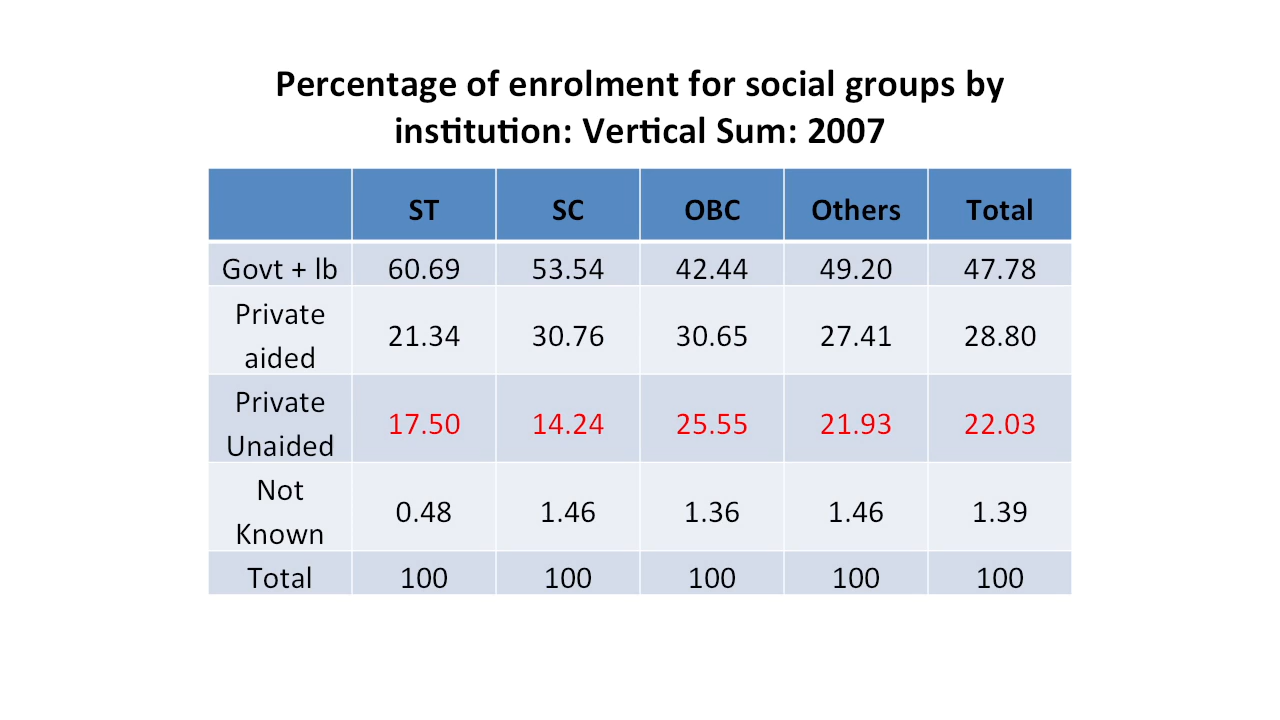 Percentage of enrolment for social groups by
institution: Vertical Sum: 2007
ST SC OBC Others Total
Govt + lb 60.69 53.54 42.44 49.20 47.78
Private
aided 21.34 30.76 30.65 27.41 28.80
Private
Unaided 17.50 14.24 25.55 21.93 22.03
Not
Known 0.48 1.46 1.36 1.46 1.39
Total 100 100 100 100 100